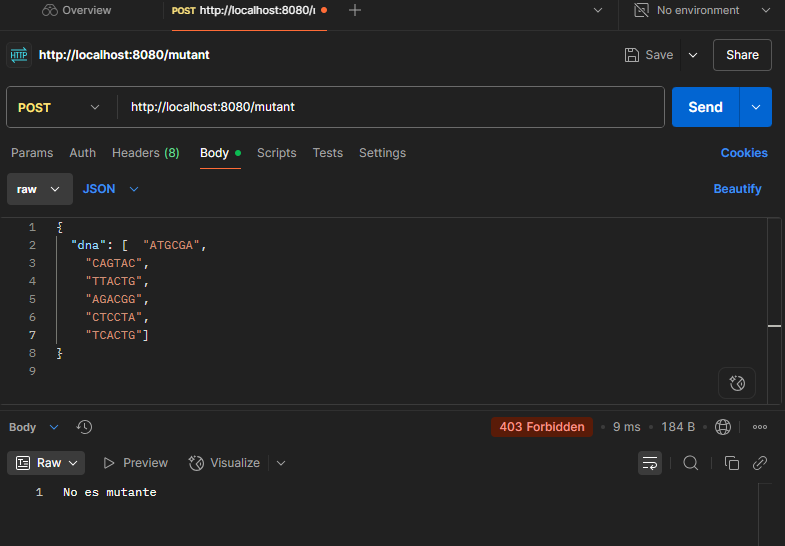 Overview
POST http://localhost:8080/ı
No environment
HTTP http://localhost:8080/mutant
Save
Share
POST
http://localhost:8080/mutant
Send
Params Auth Headers (8) Body Scripts Tests Settings Cookies
raw JSON Beautify
1 {
2 "dna": [ "ATGCGA",
3 "CAGTAC",
4 "TTACTG",
5 "AGACGG",
6 "CTCCTA",
7 "TCACTG"]
8 }
9
Body 403 Forbidden • 9 ms • 184 B
Raw Preview Visualize
1 No es mutante